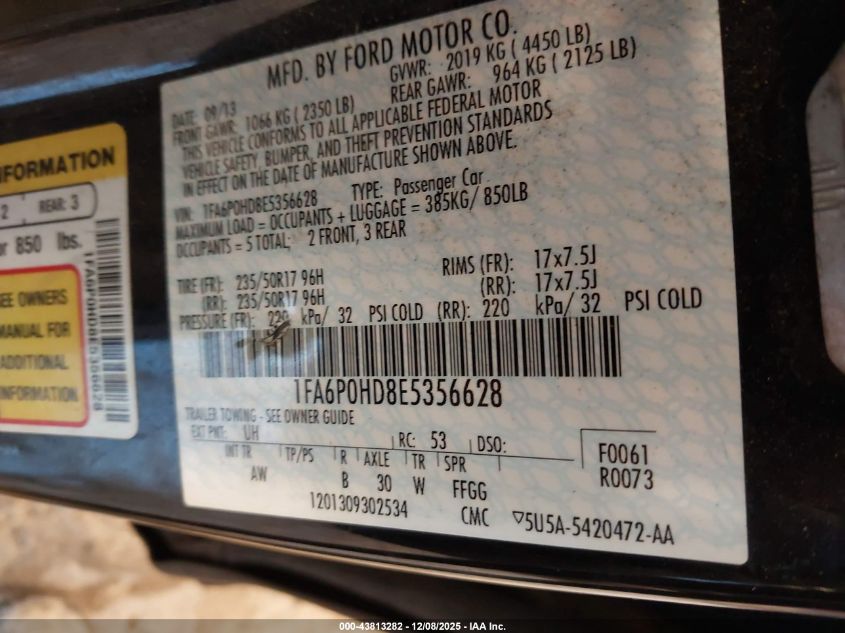 MFD. BY FORD MOTOR CO.
DATE: 09/13 GVWR: 2019 KG ( 4450 LB)
FRONT GAWR: 1066 KG ( 2350 LB) REAR GAWR: 964 KG ( 2125 LB)
THIS VEHICLE CONFORMS TO ALL APPLICABLE FEDERAL MOTOR
VEHICLE SAFETY, BUMPER, AND THEFT PREVENTION STANDARDS
IN EFFECT ON THE DATE OF MANUFACTURE SHOWN ABOVE.
VIN: 1FA6P0HD8E5356628 TYPE: Passenger Car
MAXIMUM LOAD = OCCUPANTS + LUGGAGE = 385KG/ 850LB
OCCUPANTS = 5 TOTAL: 2 FRONT, 3 REAR
TIRE (FR): 235/50R17 96H RIMS (FR): 17x7.5J
(RR): 235/50R17 96H (RR): 17x7.5J
PRESSURE (FR): 220 kPa/ 32 PSI COLD (RR): 220 kPa/ 32 PSI COLD
1FA6P0HD8E5356628
TRAILER TOWING - SEE OWNER GUIDE
EXT PNT: UH RC: 53 DSO: F0061
INT TR TP/PS R AXLE TR SPR R0073
AW B 30 W FFGG
1201309302534 CMC ▽5U5A-5420472-AA
NFORMATION
2 REAR: 3
or 850 lbs.
SEE OWNERS
MANUAL FOR
ADDITIONAL
INFORMATION
1FA6P0HD8E5356628
000-43813282 - 12/08/2025 - IAA Inc.